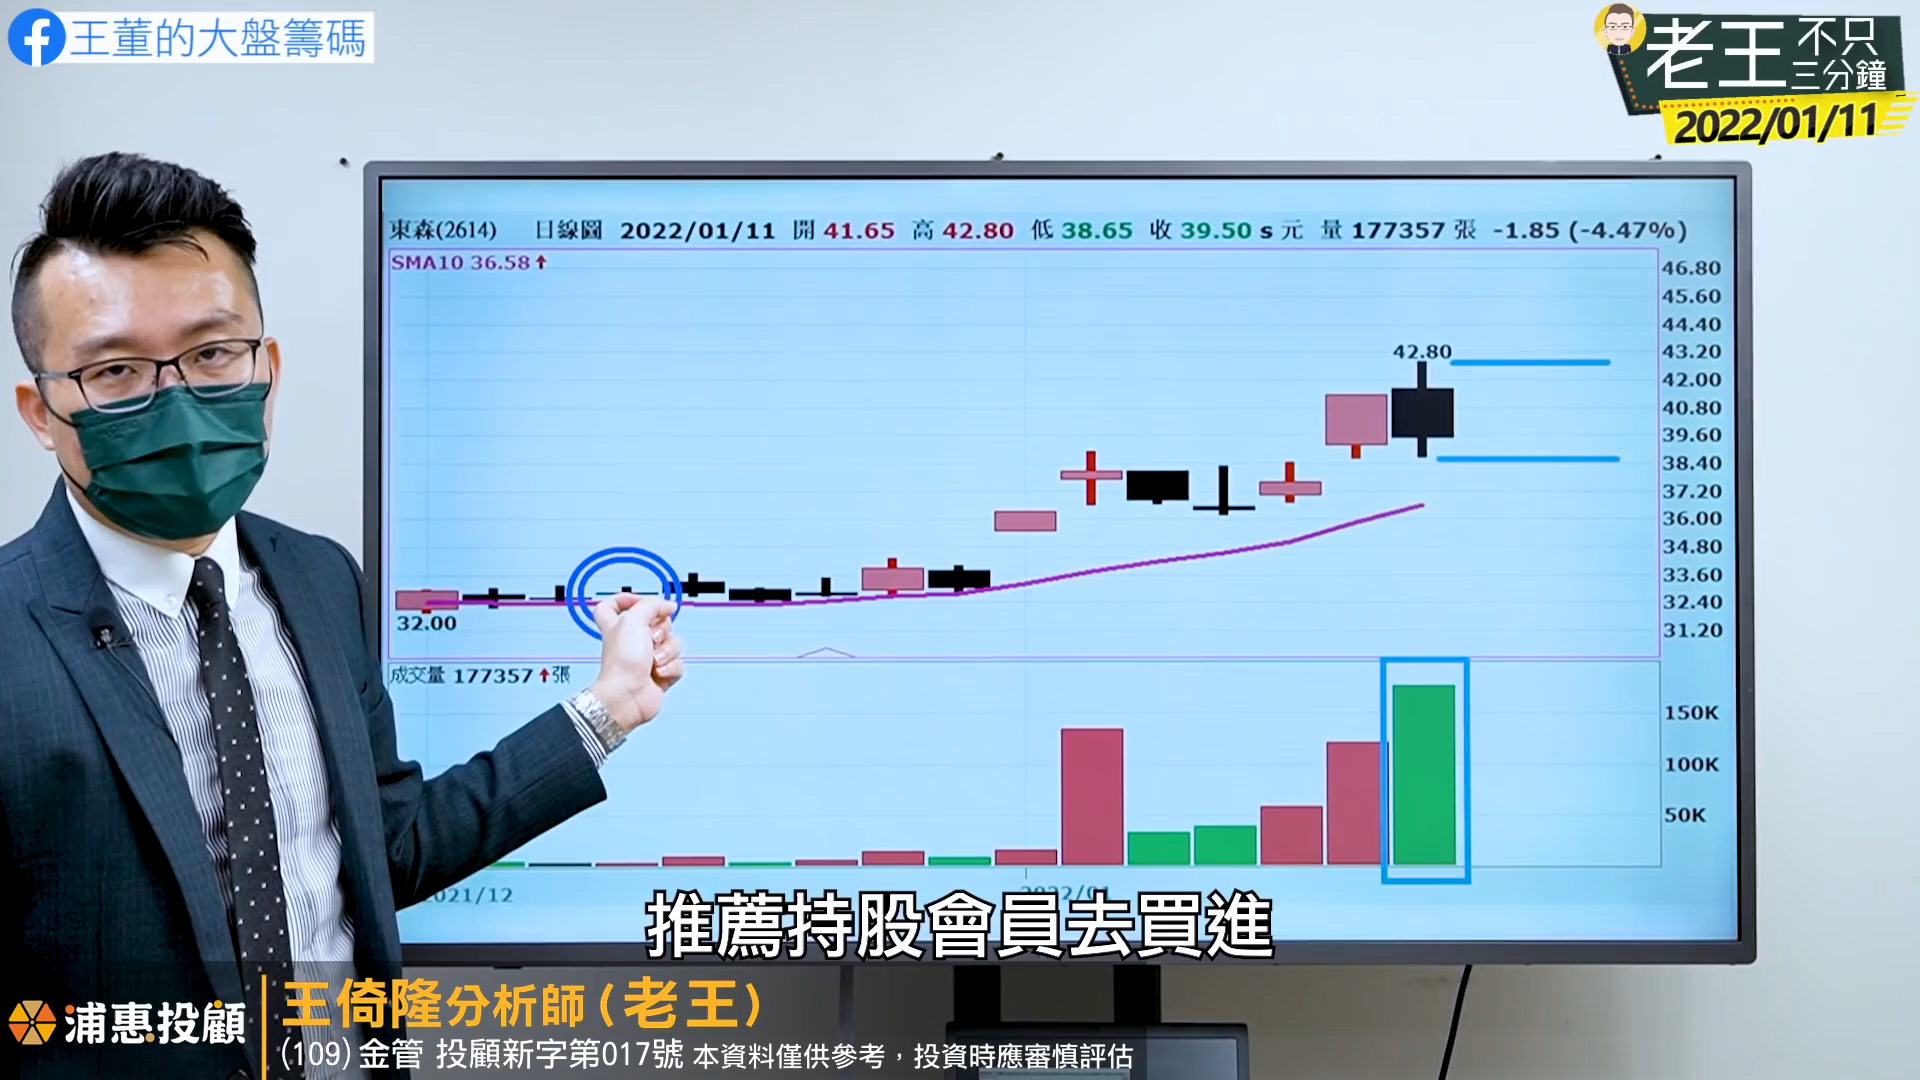 王董的大盤籌碼
老王不只三分鐘
2022/01/11
東森(2614) 日線圖 2022/01/11 開 41.65 高 42.80 低 38.65 收 39.50 s 元 量 177357 張 -1.85 (-4.47%)
SMA10 36.58↑
46.80
45.60
44.40
43.20
42.00
40.80
39.60
38.40
37.20
36.00
34.80
33.60
32.40
31.20
42.80
32.00
成交量 177357↑張
150K
100K
50K
2021/12
2022/01
推薦持股會員去買進
浦惠投顧
王倚隆分析師(老王)
(109)金管 投顧新字第017號 本資料僅供參考，投資時應審慎評估